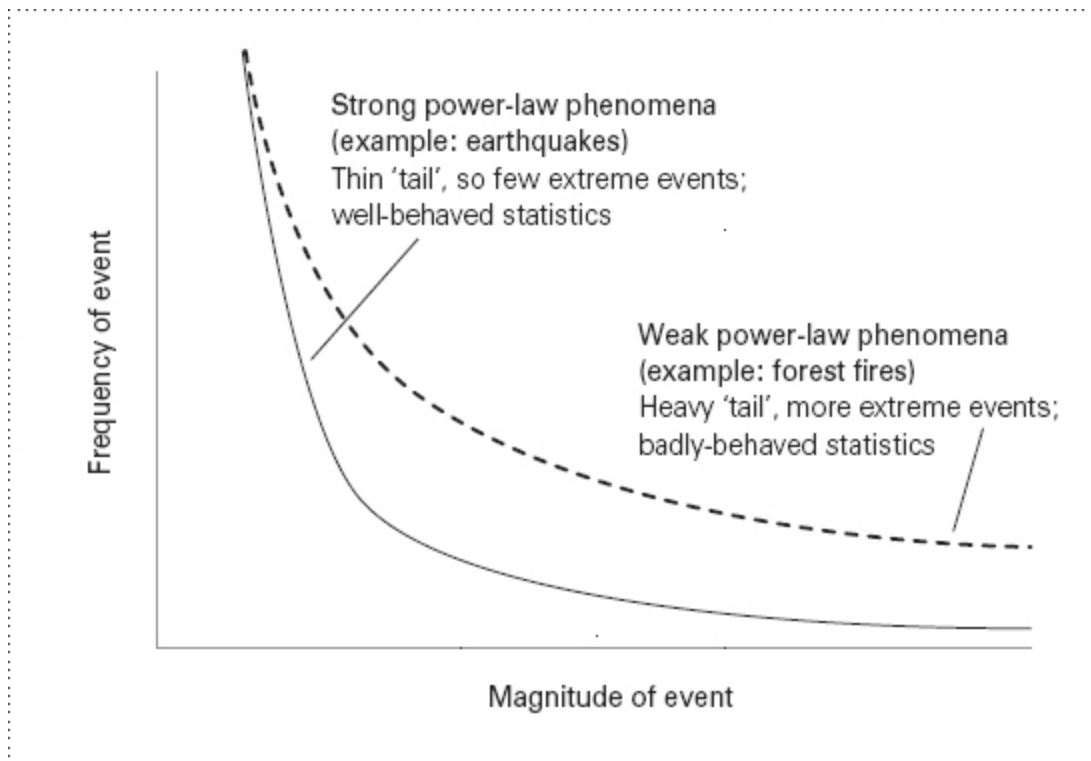 Strong power-law phenomena
(example: earthquakes)
Thin ‘tail’, so few extreme events;
well-behaved statistics
Weak power-law phenomena
(example: forest fires)
Heavy ‘tail’, more extreme events;
badly-behaved statistics
Frequency of event
Magnitude of event